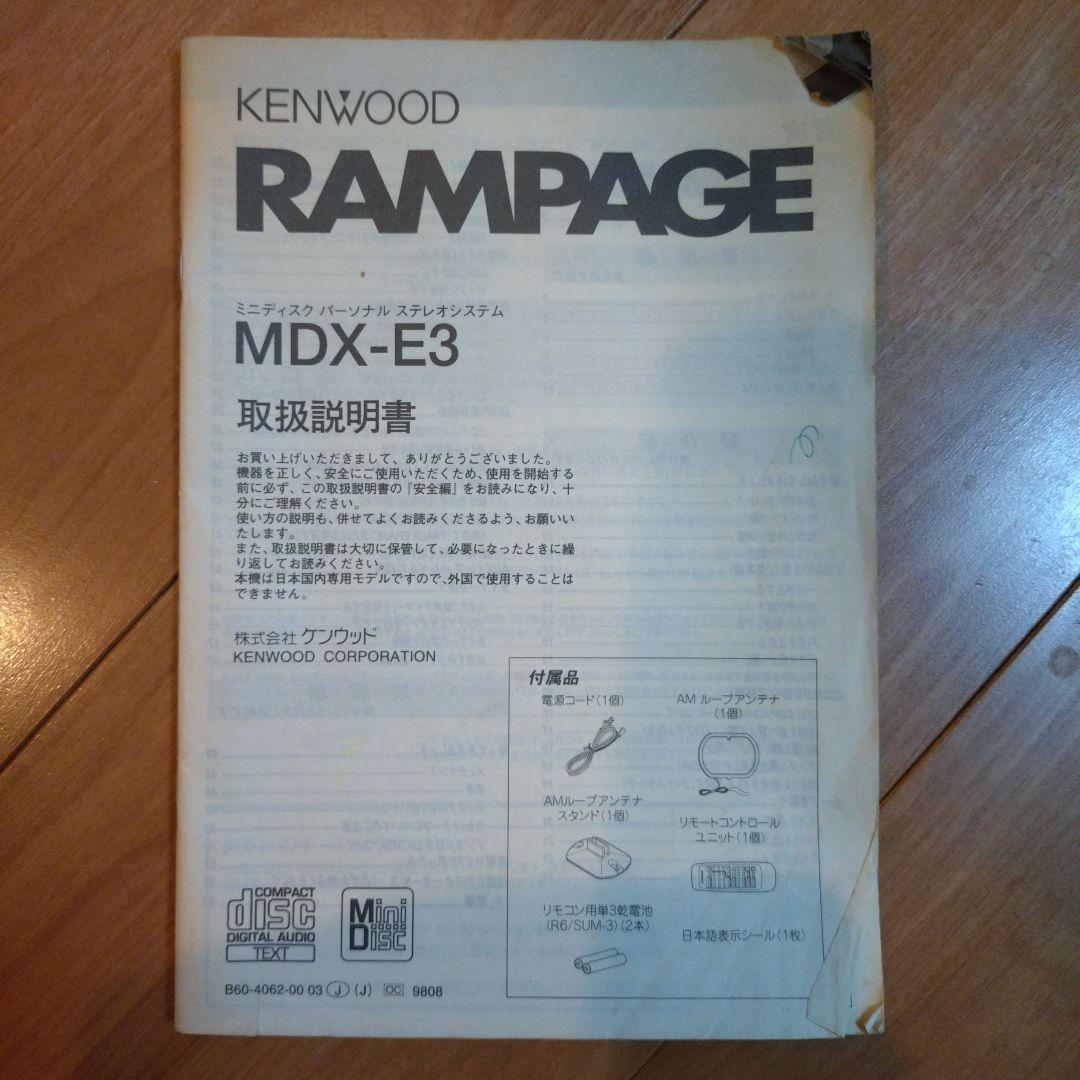 KENWOOD
RAMPAGE
ミニディスク パーソナル ステレオシステム
MDX-E3
取扱説明書
お買い上げいただきまして、ありがとうございました。
機器を正しく、安全にご使用いただくため、使用を開始する
前に必ず、この取扱説明書の『安全編』をお読みになり、十
分にご理解ください。
使い方の説明も、併せてよくお読みくださるよう、お願いい
たします。
また、取扱説明書は大切に保管して、必要になったときに繰
り返してお読みください。
本機は日本国内専用モデルですので、外国で使用することは
できません。
株式会社 ケンウッド
KENWOOD CORPORATION
付属品
電源コード(1個)
AM ループアンテナ
(1個)
AMループアンテナ
スタンド(1個)
リモートコントロール
ユニット(1個)
リモコン用単3乾電池
(R6/SUM-3)(2本)
日本語表示シール(1枚)
COMPACT
disc
DIGITAL AUDIO
TEXT
Mini
Disc
B60-4062-00 03 J (J) OC 9808